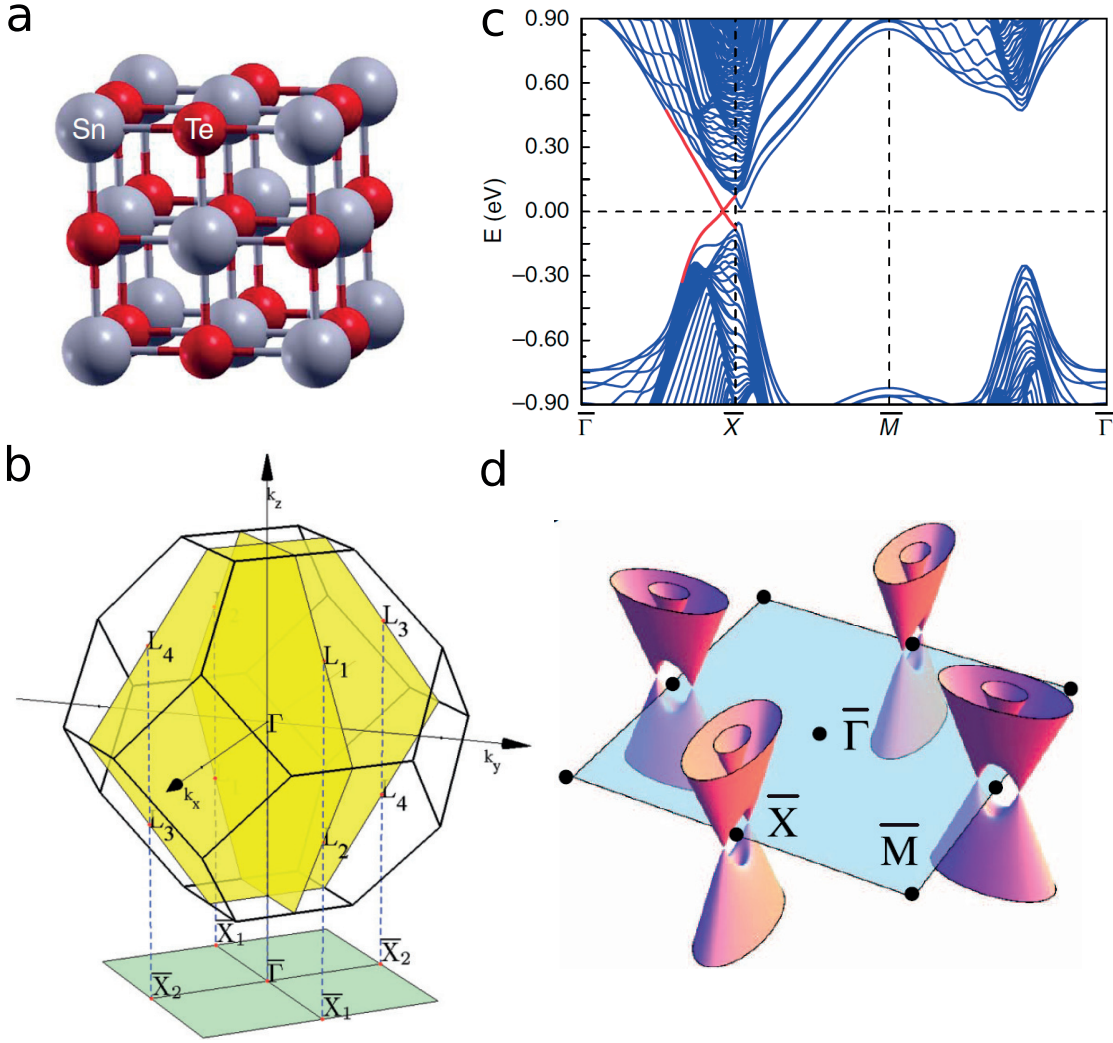 a
Sn Te
b
k_z
L_4
L_3
L_1
Γ
k_y
k_x
L_3
L_4
L_2
X̅_1
X̅_2
Γ̅
X̅_2
X̅_1
c
E (eV)
0.90
0.60
0.30
0.00
−0.30
−0.60
−0.90
Γ̅ X̅ M̅ Γ̅
d
Γ̅
X̅
M̅